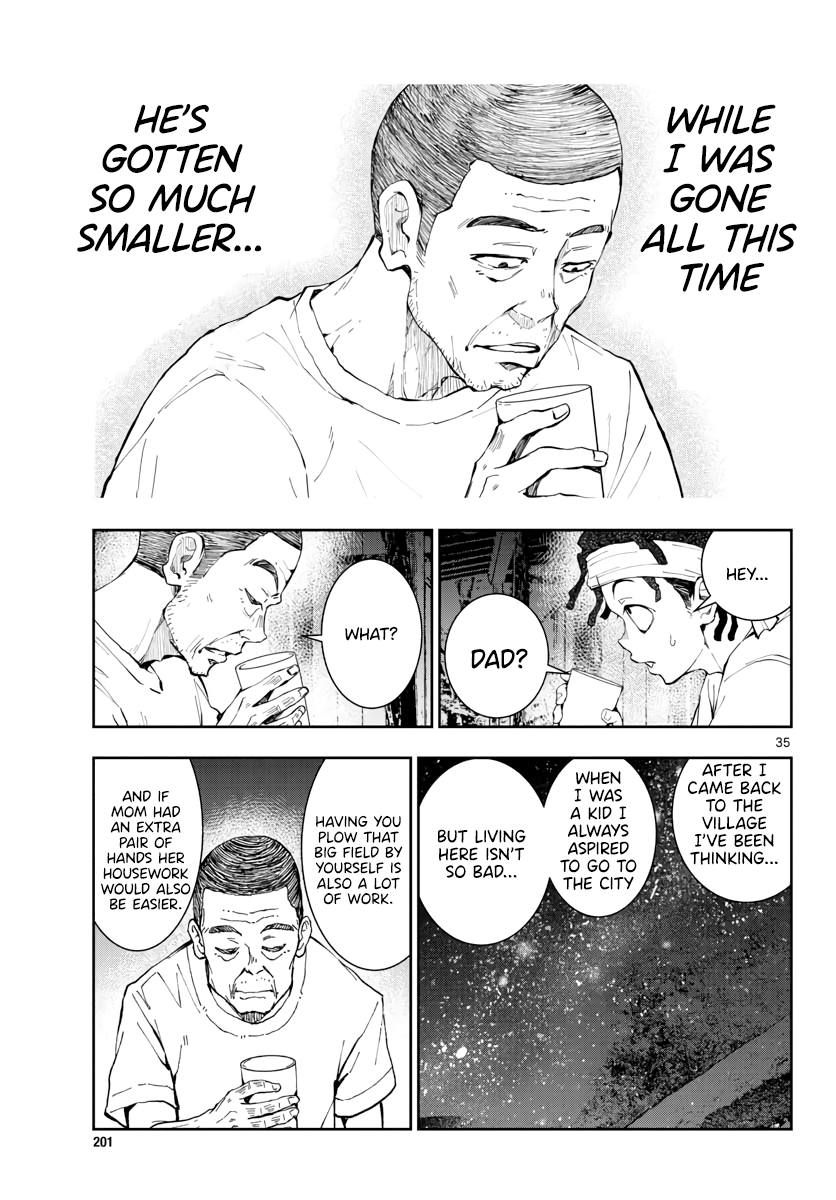 WHILE
I WAS
GONE
ALL THIS
TIME
HE'S
GOTTEN
SO MUCH
SMALLER...
HEY...
DAD?
WHAT?
35
AFTER I
CAME BACK
TO THE
VILLAGE
I'VE BEEN
THINKING...
WHEN
I WAS
A KID I
ALWAYS
ASPIRED
TO GO TO
THE CITY
BUT LIVING
HERE ISN'T
SO BAD...
HAVING YOU
PLOW THAT
BIG FIELD BY
YOURSELF IS
ALSO A LOT
OF WORK.
AND IF
MOM HAD
AN EXTRA
PAIR OF
HANDS HER
HOUSEWORK
WOULD ALSO
BE EASIER.
201